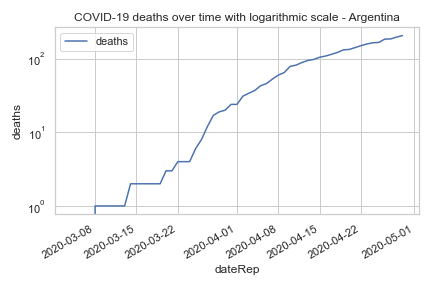 COVID-19 deaths over time with logarithmic scale - Argentina
deaths
10²
10¹
10⁰
deaths
2020-03-08
2020-03-15
2020-03-22
2020-04-01
2020-04-08
2020-04-15
2020-04-22
2020-05-01
dateRep